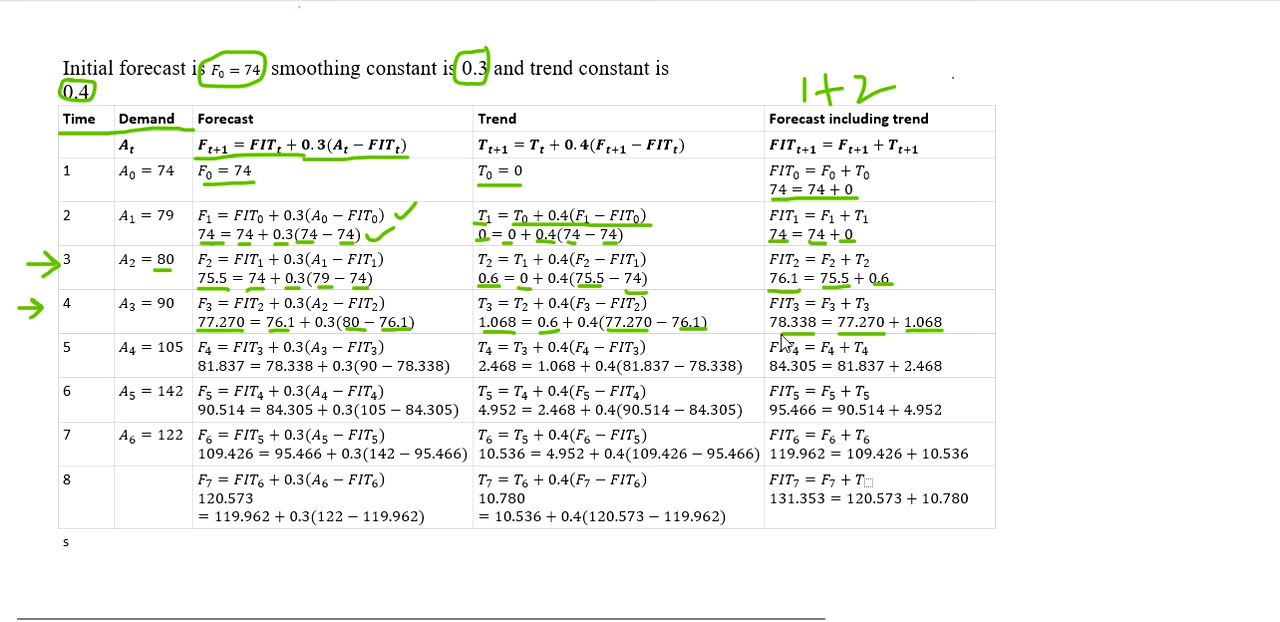 Initial forecast is F₀ = 74 smoothing constant is 0.3 and trend constant is
0.4
1+2
Time Demand Forecast Trend Forecast including trend
Aₜ Fₜ₊₁ = FITₜ + 0.3(Aₜ − FITₜ) Tₜ₊₁ = Tₜ + 0.4(Fₜ₊₁ − FITₜ) FITₜ₊₁ = Fₜ₊₁ + Tₜ₊₁
1 A₀ = 74 F₀ = 74 T₀ = 0 FIT₀ = F₀ + T₀
74 = 74 + 0
2 A₁ = 79 F₁ = FIT₀ + 0.3(A₀ − FIT₀) T₁ = T₀ + 0.4(F₁ − FIT₀) FIT₁ = F₁ + T₁
74 = 74 + 0.3(74 − 74) 0 = 0 + 0.4(74 − 74) 74 = 74 + 0
3 A₂ = 80 F₂ = FIT₁ + 0.3(A₁ − FIT₁) T₂ = T₁ + 0.4(F₂ − FIT₁) FIT₂ = F₂ + T₂
75.5 = 74 + 0.3(79 − 74) 0.6 = 0 + 0.4(75.5 − 74) 76.1 = 75.5 + 0.6
4 A₃ = 90 F₃ = FIT₂ + 0.3(A₂ − FIT₂) T₃ = T₂ + 0.4(F₃ − FIT₂) FIT₃ = F₃ + T₃
77.270 = 76.1 + 0.3(80 − 76.1) 1.068 = 0.6 + 0.4(77.270 − 76.1) 78.338 = 77.270 + 1.068
5 A₄ = 105 F₄ = FIT₃ + 0.3(A₃ − FIT₃) T₄ = T₃ + 0.4(F₄ − FIT₃) FIT₄ = F₄ + T₄
81.837 = 78.338 + 0.3(90 − 78.338) 2.468 = 1.068 + 0.4(81.837 − 78.338) 84.305 = 81.837 + 2.468
6 A₅ = 142 F₅ = FIT₄ + 0.3(A₄ − FIT₄) T₅ = T₄ + 0.4(F₅ − FIT₄) FIT₅ = F₅ + T₅
90.514 = 84.305 + 0.3(105 − 84.305) 4.952 = 2.468 + 0.4(90.514 − 84.305) 95.466 = 90.514 + 4.952
7 A₆ = 122 F₆ = FIT₅ + 0.3(A₅ − FIT₅) T₆ = T₅ + 0.4(F₆ − FIT₅) FIT₆ = F₆ + T₆
109.426 = 95.466 + 0.3(142 − 95.466) 10.536 = 4.952 + 0.4(109.426 − 95.466) 119.962 = 109.426 + 10.536
8 F₇ = FIT₆ + 0.3(A₆ − FIT₆) T₇ = T₆ + 0.4(F₇ − FIT₆) FIT₇ = F₇ + T
120.573 10.780 131.353 = 120.573 + 10.780
= 119.962 + 0.3(122 − 119.962) = 10.536 + 0.4(120.573 − 119.962)
s